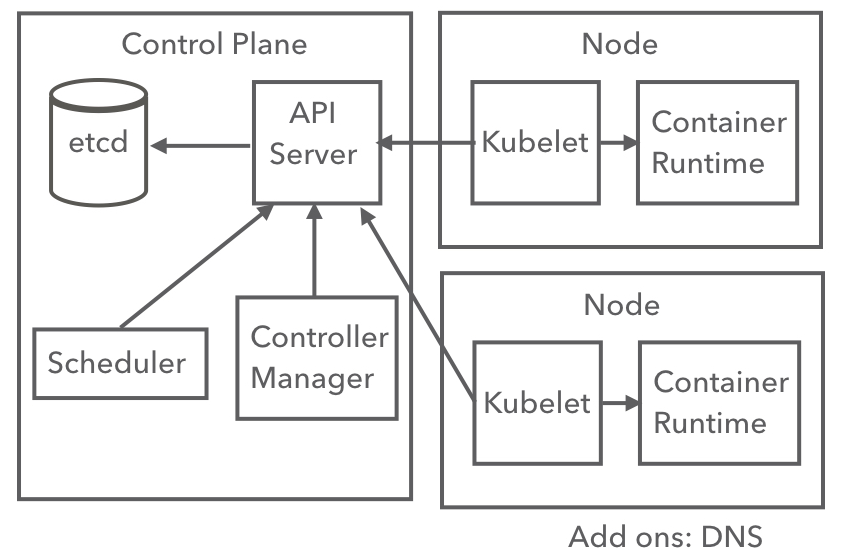 Control Plane
etcd
API
Server
Scheduler
Controller
Manager
Node
Kubelet
Container
Runtime
Node
Kubelet
Container
Runtime
Add ons: DNS